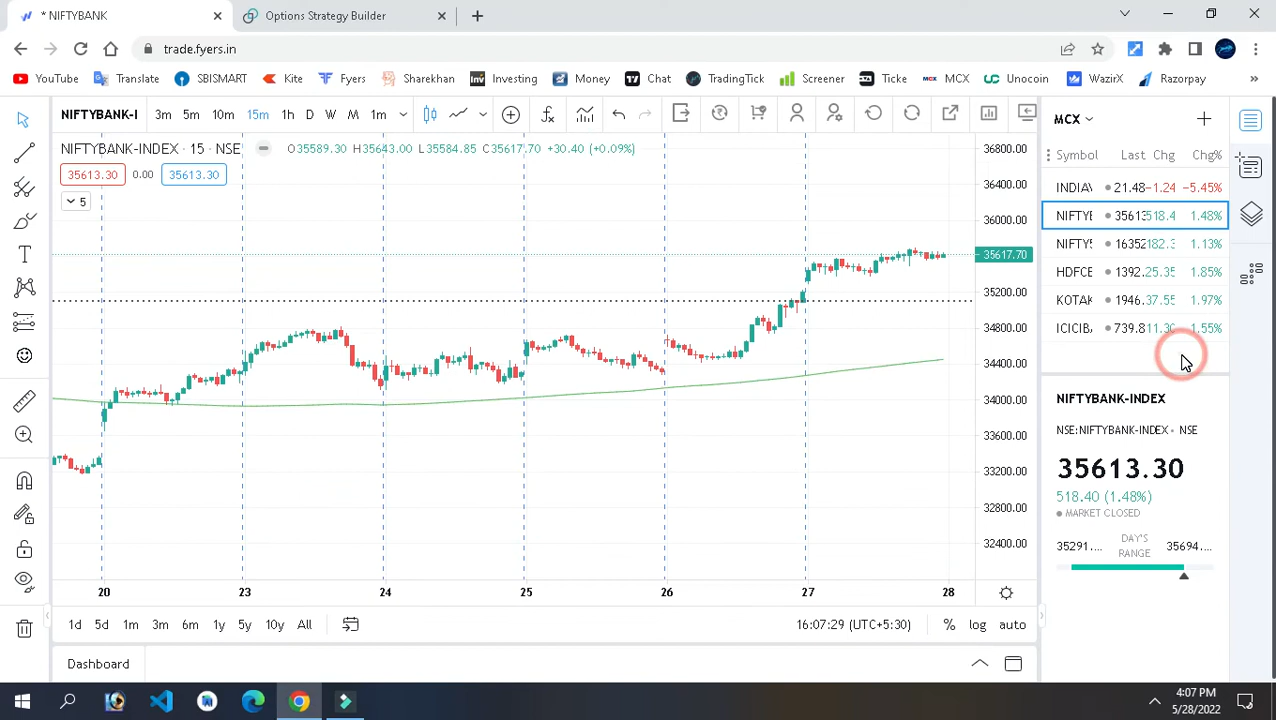 * NIFTYBANK
Options Strategy Builder
trade.fyers.in
YouTube Translate SBISMART Kite Fyers Sharekhan Investing Money Chat TradingTick Screener Ticke MCX Unocoin WazirX Razorpay »
NIFTYBANK-I 3m 5m 10m 15m 1h D W M 1m
MCX
NIFTYBANK-INDEX · 15 · NSE O35589.30 H35643.00 L35584.85 C35617.70 +30.40 (+0.09%)
35613.30 0.00 35613.30
5
Symbol Last Chg Chg%
INDIAV 21.48 −1.24 −5.45%
NIFTYE 3561 518.4 1.48%
NIFTY5 16352 182.3 1.13%
HDFCE 1392. 25.35 1.85%
KOTAK 1946. 37.55 1.97%
ICICIB 739.8 11.30 1.55%
36800.00
36400.00
36000.00
35617.70
35200.00
34800.00
34400.00
34000.00
33600.00
33200.00
32800.00
32400.00
20 23 24 25 26 27 28
1d 5d 1m 3m 6m 1y 5y 10y All
16:07:29 (UTC+5:30) % log auto
Dashboard
NIFTYBANK-INDEX
NSE:NIFTYBANK-INDEX • NSE
35613.30
518.40 (1.48%)
MARKET CLOSED
35291.... DAY'S RANGE 35694....
4:07 PM
5/28/2022